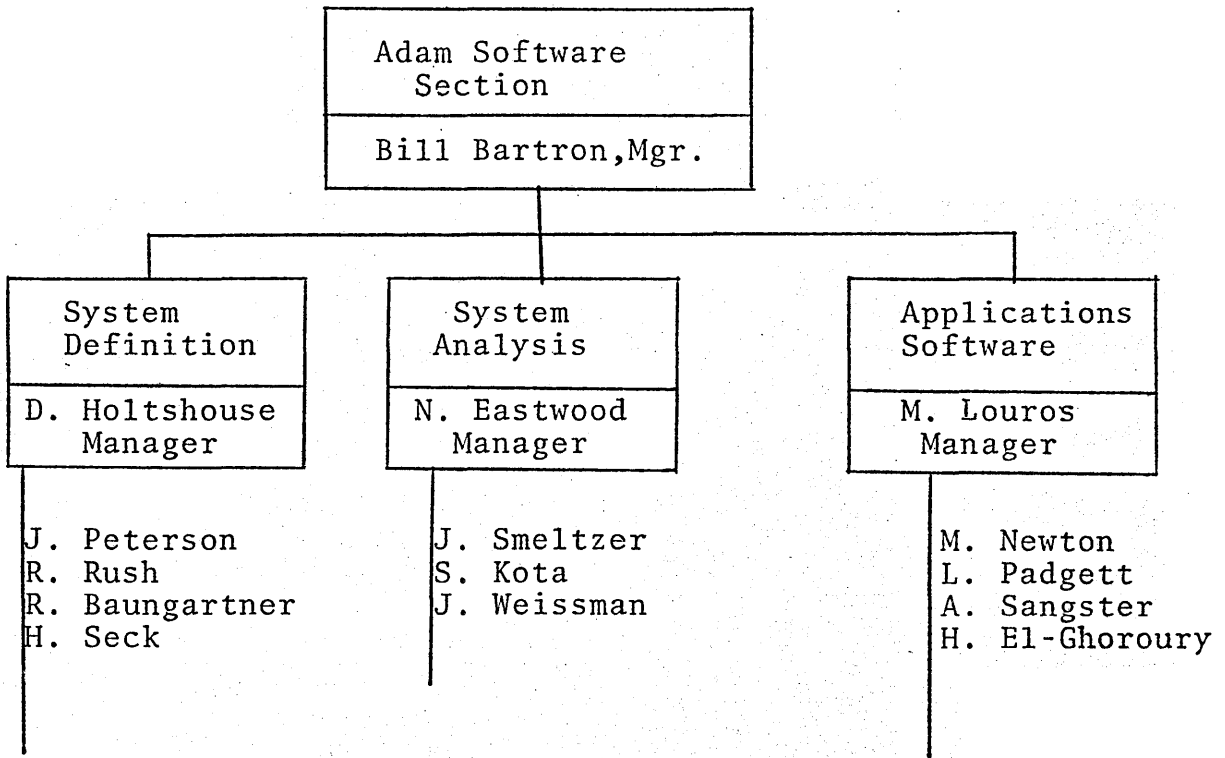 Adam Software
Section
Bill Bartron,Mgr.
System
Definition
D. Holtshouse
Manager
J. Peterson
R. Rush
R. Baungartner
H. Seck
System
Analysis
N. Eastwood
Manager
J. Smeltzer
S. Kota
J. Weissman
Applications
Software
M. Louros
Manager
M. Newton
L. Padgett
A. Sangster
H. El-Ghoroury